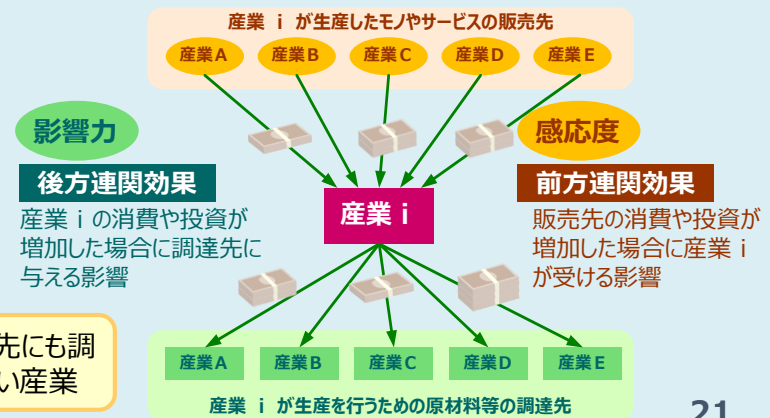 産業 ｉ が生産したモノやサービスの販売先
産業A
産業B
産業C
産業D
産業E
影響力
感応度
後方連関効果
前方連関効果
産業ｉの消費や投資が
増加した場合に調達先に
与える影響
産業ｉ
販売先の消費や投資が
増加した場合に産業ｉ
が受ける影響
先にも調
い産業
産業A
産業B
産業C
産業D
産業E
産業 ｉ が生産を行うための原材料等の調達先
21